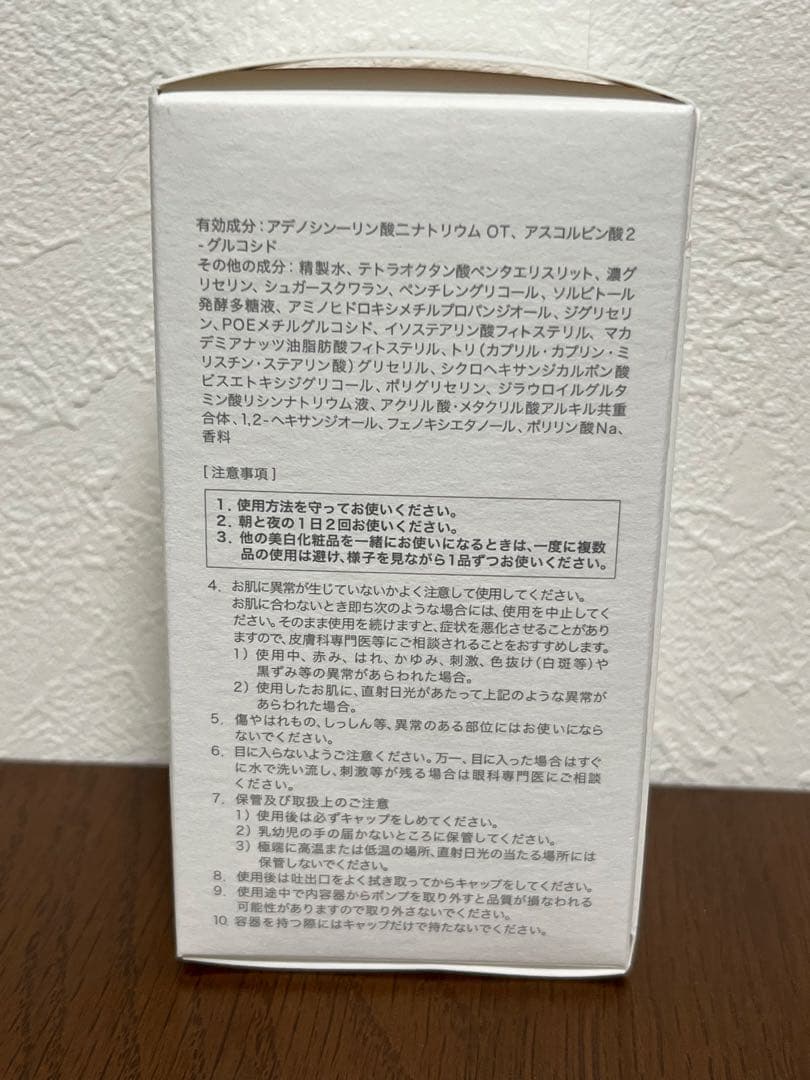 有効成分：アデノシン一リン酸二ナトリウム OT、アスコルビン酸2
-グルコシド
その他の成分：精製水、テトラオクタン酸ペンタエリスリット、濃グ
リセリン、シュガースクワラン、ペンチレングリコール、ソルビトール
発酵多糖液、アミノヒドロキシメチルプロパンジオール、ジグリセリ
ン、POEメチルグルコシド、イソステアリン酸フィトステリル、マカ
デミアナッツ油脂肪酸フィトステリル、トリ（カプリル・カプリン・ミ
リスチン・ステアリン酸）グリセリル、シクロヘキサンジカルボン酸
ビスエトキシジグリコール、ポリグリセリン、ジラウロイルグルタ
ミン酸リシンナトリウム液、アクリル酸・メタクリル酸アルキル共重
合体、1,2-ヘキサンジオール、フェノキシエタノール、ポリリン酸Na、
香料
［注意事項］
1. 使用方法を守ってお使いください。
2. 朝と夜の1日2回お使いください。
3. 他の美白化粧品を一緒にお使いになるときは、一度に複数
品の使用は避け、様子を見ながら1品ずつお使いください。
4. お肌に異常が生じていないかよく注意して使用してください。
お肌に合わないとき即ち次のような場合には、使用を中止してく
ださい。そのまま使用を続けますと、症状を悪化させることがあり
ますので、皮膚科専門医等にご相談されることをおすすめします。
1）使用中、赤み、はれ、かゆみ、刺激、色抜け（白斑等）や
黒ずみ等の異常があらわれた場合。
2）使用したお肌に、直射日光があたって上記のような異常が
あらわれた場合。
5. 傷やはれもの、しっしん等、異常のある部位にはお使いになら
ないでください。
6. 目に入らないようご注意ください。万一、目に入った場合はすぐ
に水で洗い流し、刺激等が残る場合は眼科専門医にご相談
ください。
7. 保管及び取扱上のご注意
1）使用後は必ずキャップをしめてください。
2）乳幼児の手の届かないところに保管してください。
3）極端に高温または低温の場所、直射日光の当たる場所には
保管しないでください。
8. 使用後は吐出口をよく拭き取ってからキャップをしてください。
9. 使用途中で内容器からポンプを取り外すと品質が損なわれる
可能性がありますので取り外さないでください。
10. 容器を持つ際にはキャップだけで持たないでください。